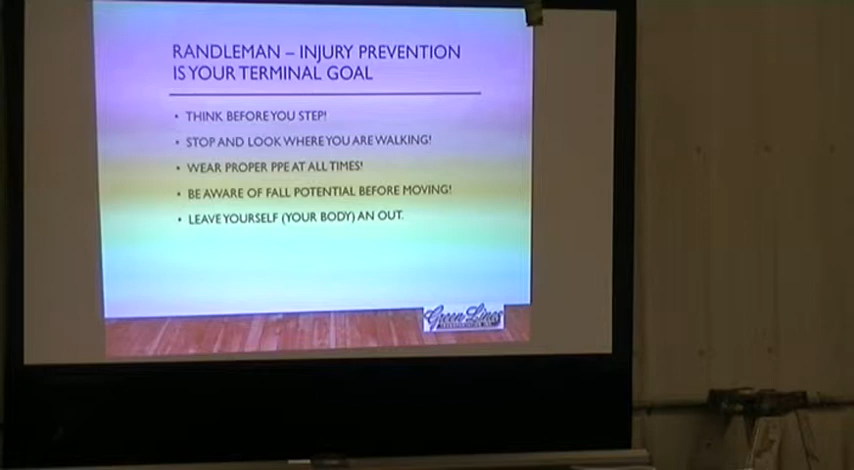 RANDLEMAN – INJURY PREVENTION
IS YOUR TERMINAL GOAL
• THINK BEFORE YOU STEP!
• STOP AND LOOK WHERE YOU ARE WALKING!
• WEAR PROPER PPE AT ALL TIMES!
• BE AWARE OF FALL POTENTIAL BEFORE MOVING!
• LEAVE YOURSELF (YOUR BODY) AN OUT.
Green Lines